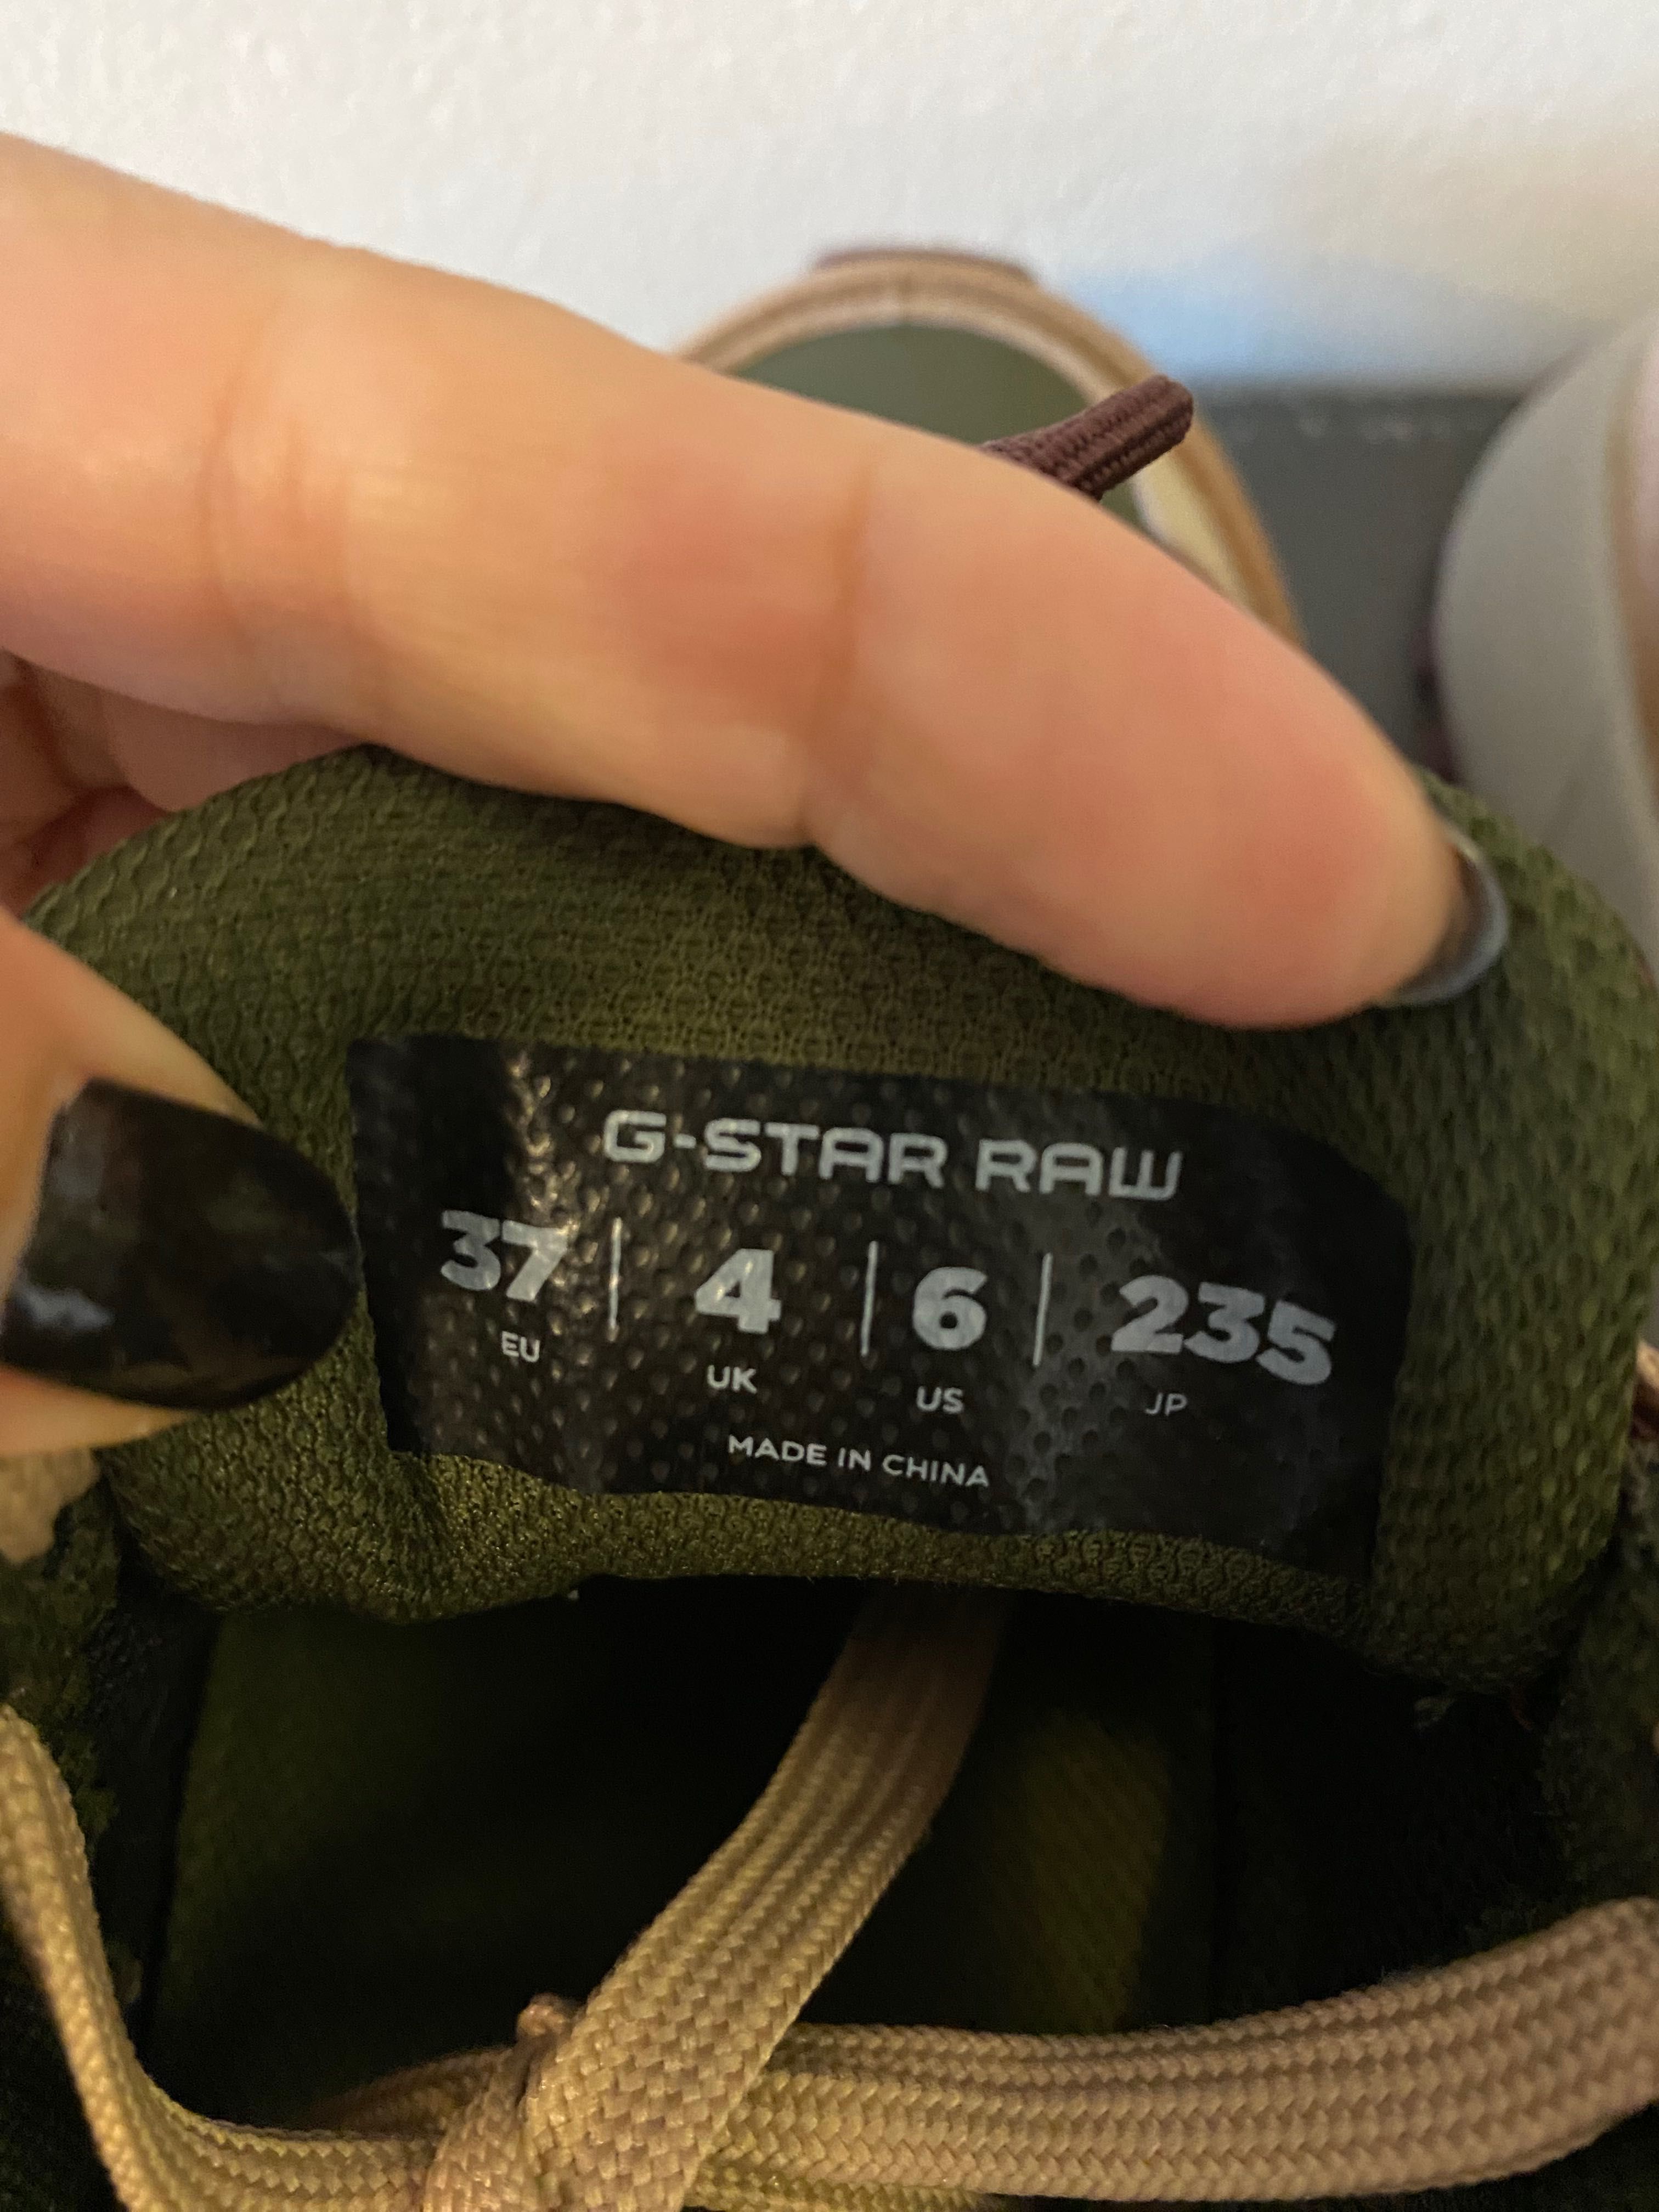 G-STAR RAW
37 | 4 | 6 | 235
EU UK US JP
MADE IN CHINA